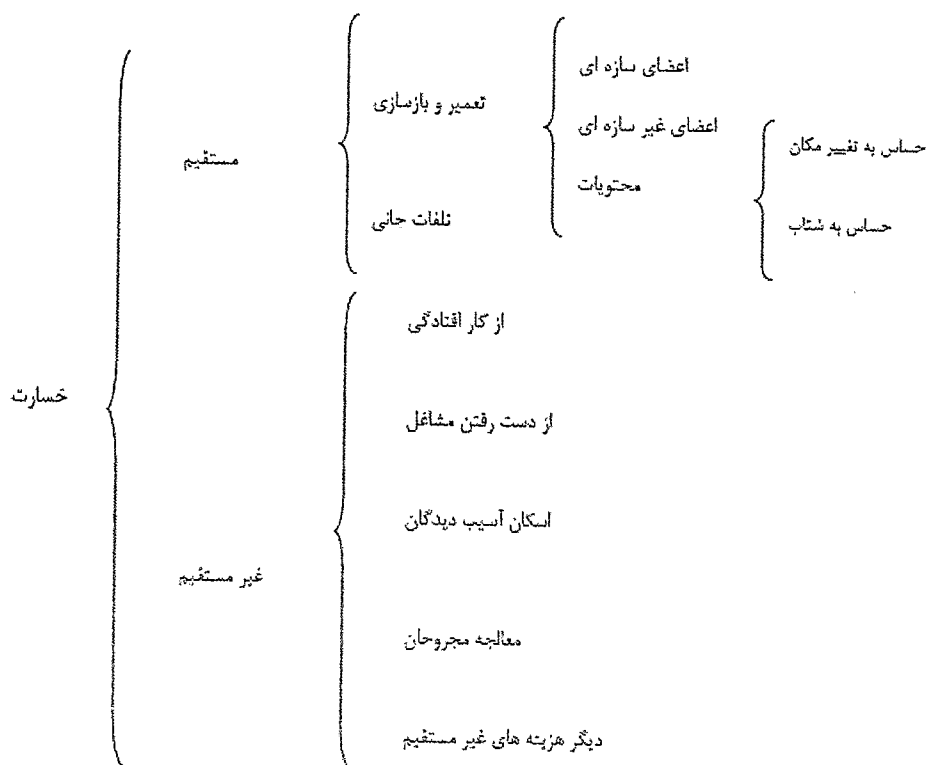 خسارت
مستقیم
تعمیر و بازسازی
اعضای سازه ای
اعضای غیر سازه ای
حساس به تغییر مکان
حساس به شتاب
محتویات
تلفات جانی
غیر مستقیم
از کار افتادگی
از دست رفتن مشاغل
اسکان آسیب دیدگان
معالجه مجروحان
دیگر هزینه های غیر مستقیم